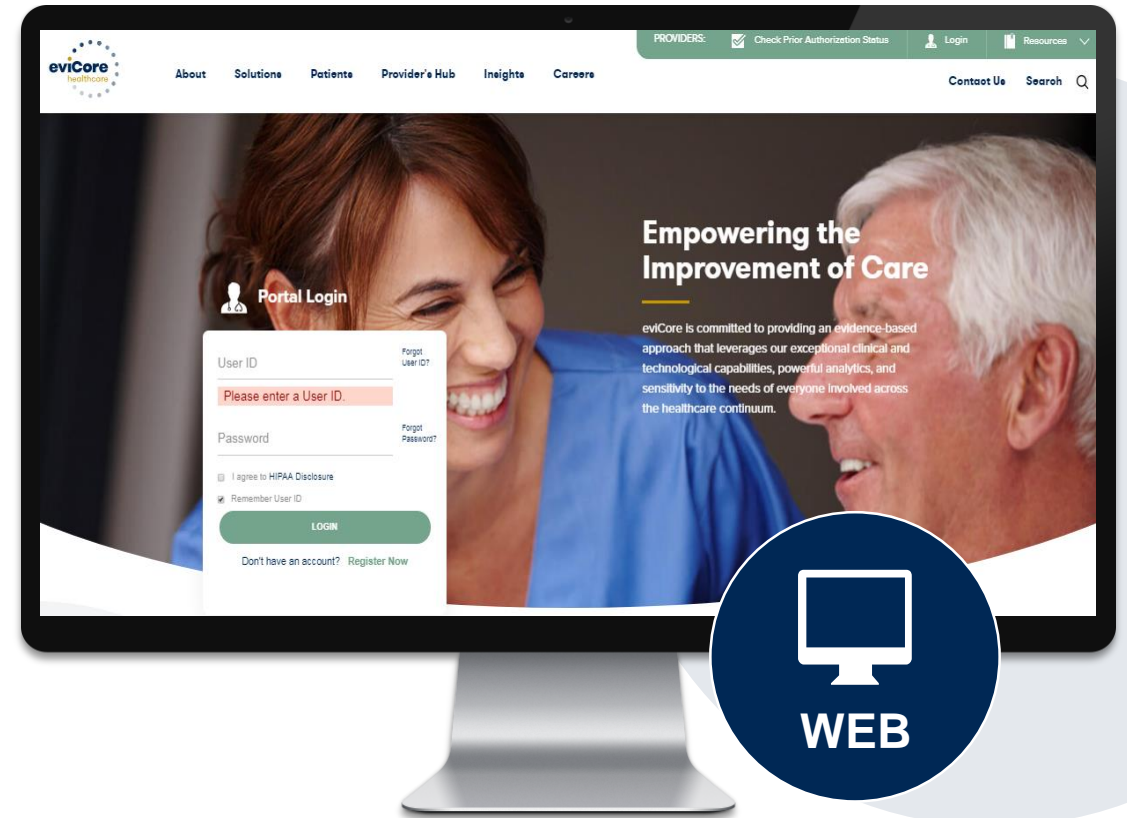 PROVIDERS: Check Prior Authorization Status Login Resources
eviCore
healthcare
About Solutions Patients Provider's Hub Insights Careers
Contact Us Search
Empowering the
Improvement of Care
eviCore is committed to providing an evidence-based
approach that leverages our exceptional clinical and
technological capabilities, powerful analytics, and
sensitivity to the needs of everyone involved across
the healthcare continuum.
Portal Login
User ID
Forgot
User ID?
Please enter a User ID.
Password
Forgot
Password?
I agree to HIPAA Disclosure
Remember User ID
LOGIN
Don't have an account? Register Now
WEB